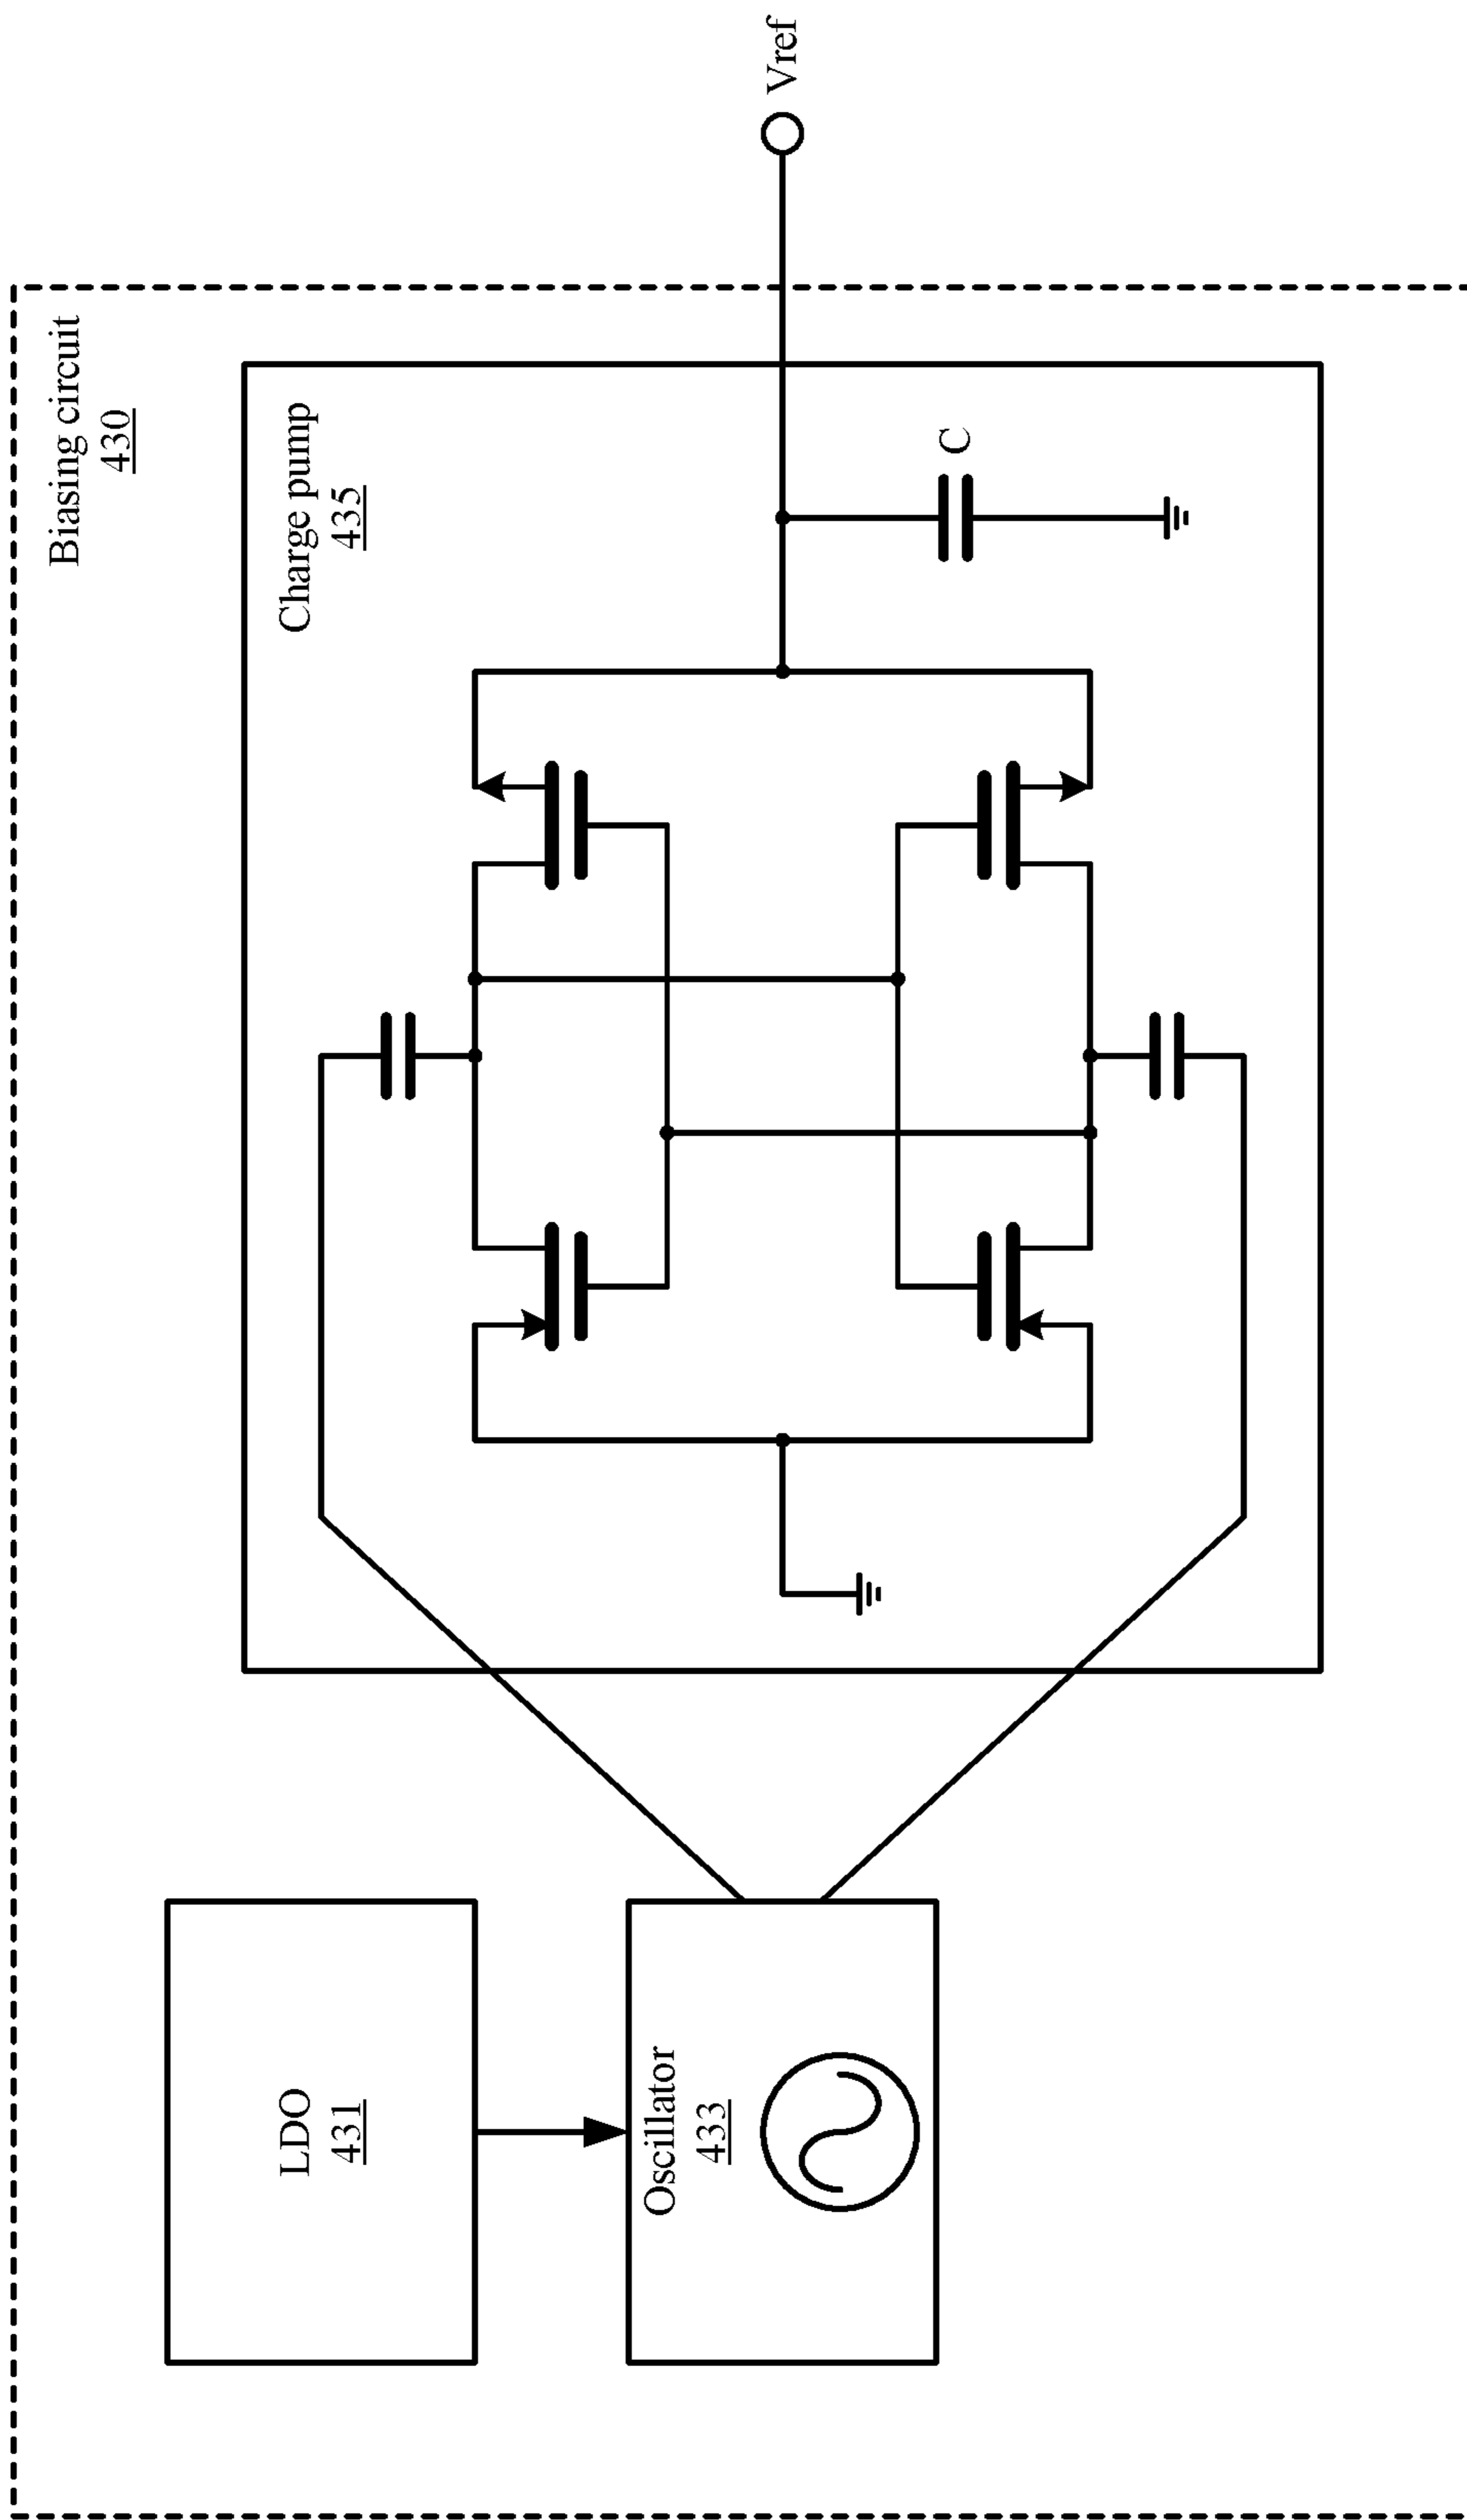 Biasing circuit
430
Charge pump
435
LDO
431
Oscillator
433
C
Vref